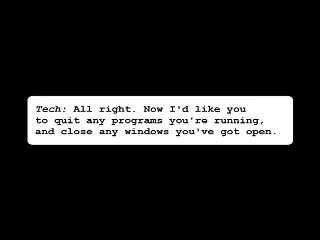 Tech: All right. Now I'd like you
to quit any programs you're running,
and close any windows you've got open.